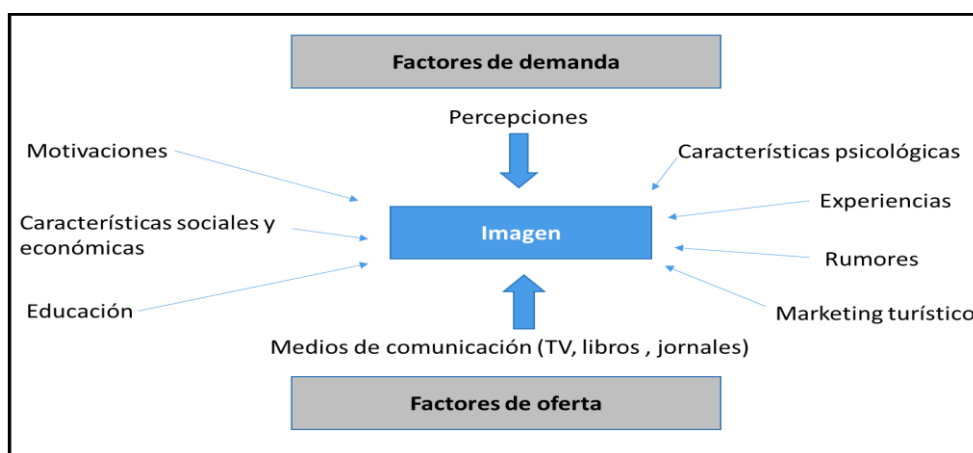 Factores de demanda
Percepciones
Motivaciones
Características psicológicas
Experiencias
Característícas sociales y
económicas
Imagen
Rumores
Educación
Marketing turístico
Medios de comunicación (TV, libros , jornales)
Factores de oferta